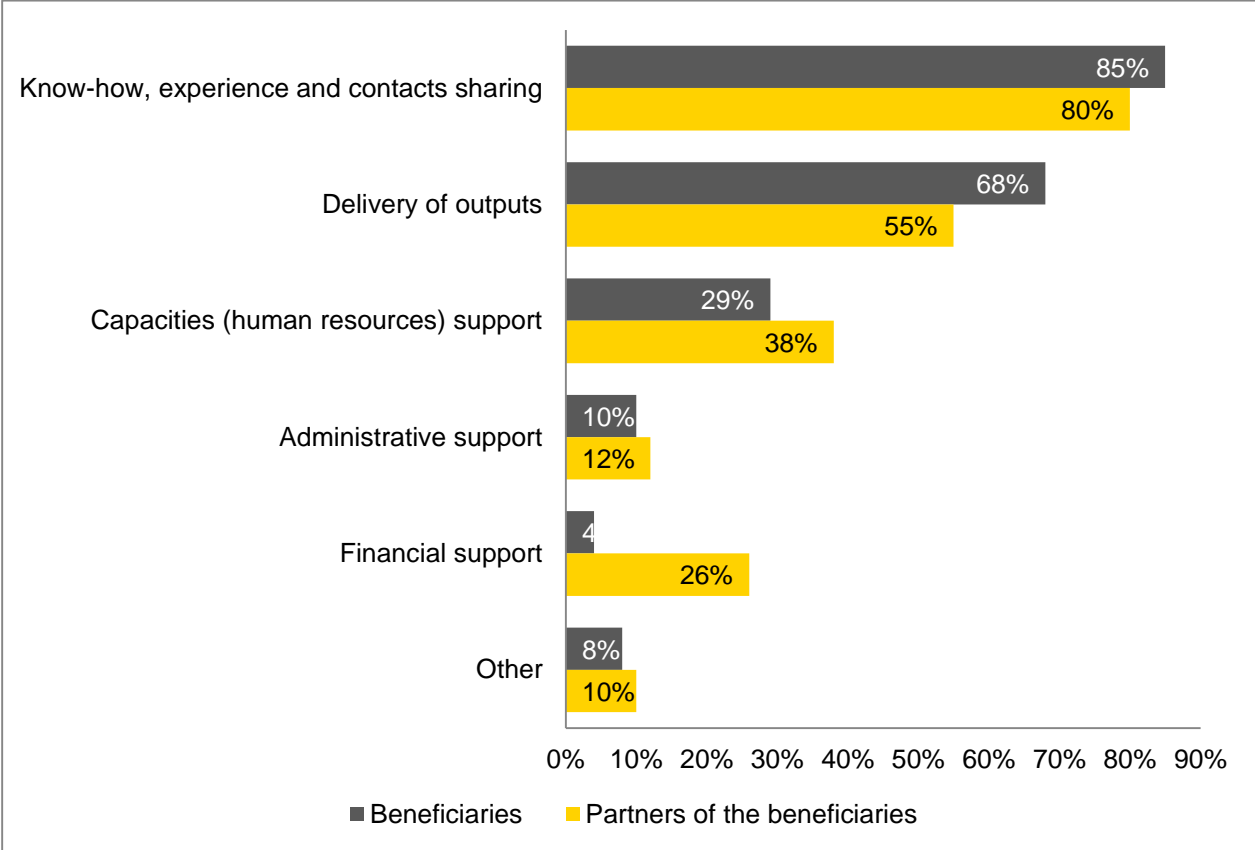 Know-how, experience and contacts sharing
85%
80%
Delivery of outputs
68%
55%
Capacities (human resources) support
29%
38%
Administrative support
10%
12%
Financial support
4
26%
Other
8%
10%
0% 10% 20% 30% 40% 50% 60% 70% 80% 90%
Beneficiaries Partners of the beneficiaries